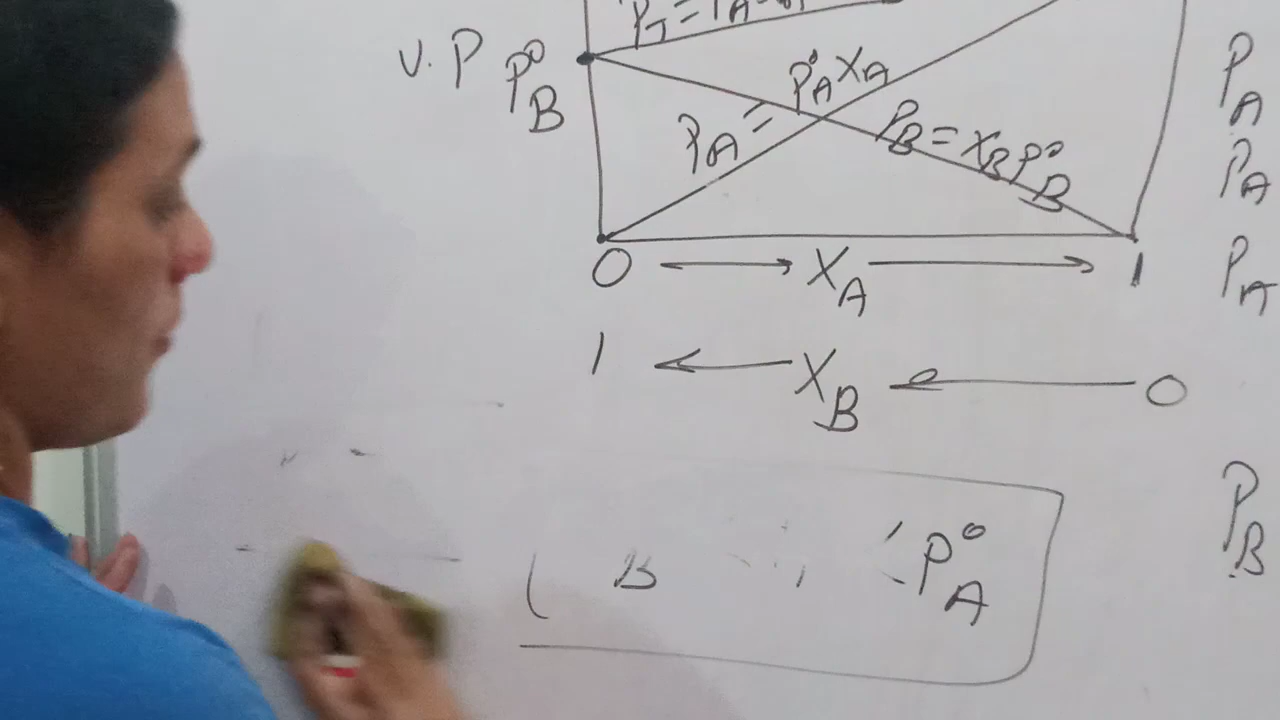 V.P P°B
PA = P°A XA
PB = XB P°B
0 ⟷ XA ⟶ 1
1 ⟵ XB ⟵ 0
P°A
PA
PA
PA
PB